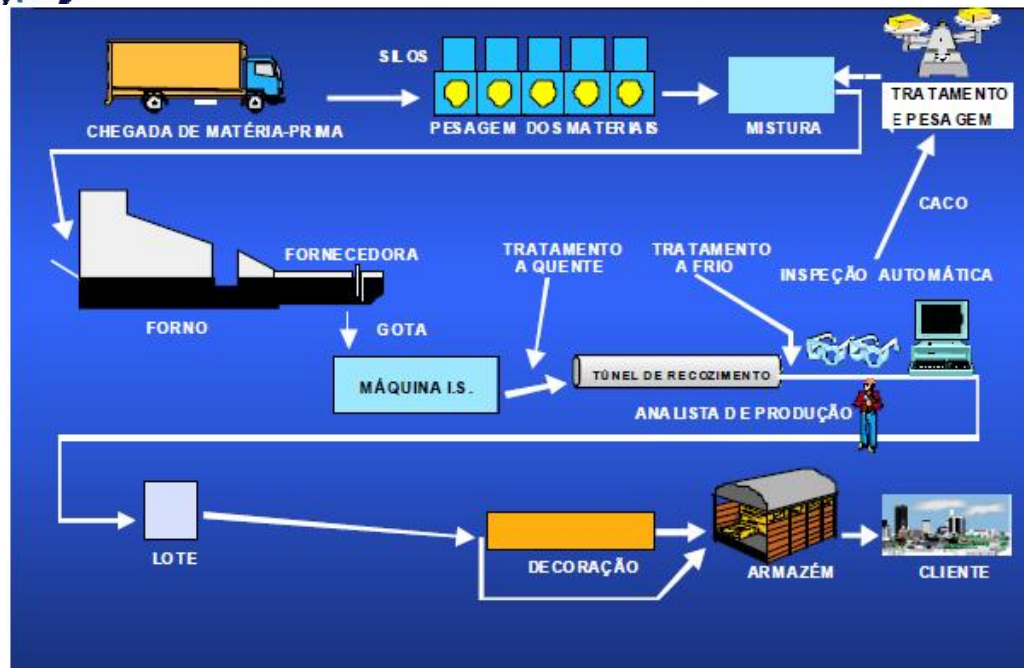 SILOS
CHEGADA DE MATÉRIA-PRIMA
PESAGEM DOS MATERIAIS
MISTURA
TRATAMENTO
E PESAGEM
CACO
FORNECEDORA
TRATAMENTO
A QUENTE
TRATAMENTO
A FRIO
INSPEÇÃO AUTOMÁTICA
FORNO
GOTA
MÁQUINA I.S.
TÚNEL DE RECOZIMENTO
ANALISTA DE PRODUÇÃO
LOTE
DECORAÇÃO
ARMAZÉM
CLIENTE